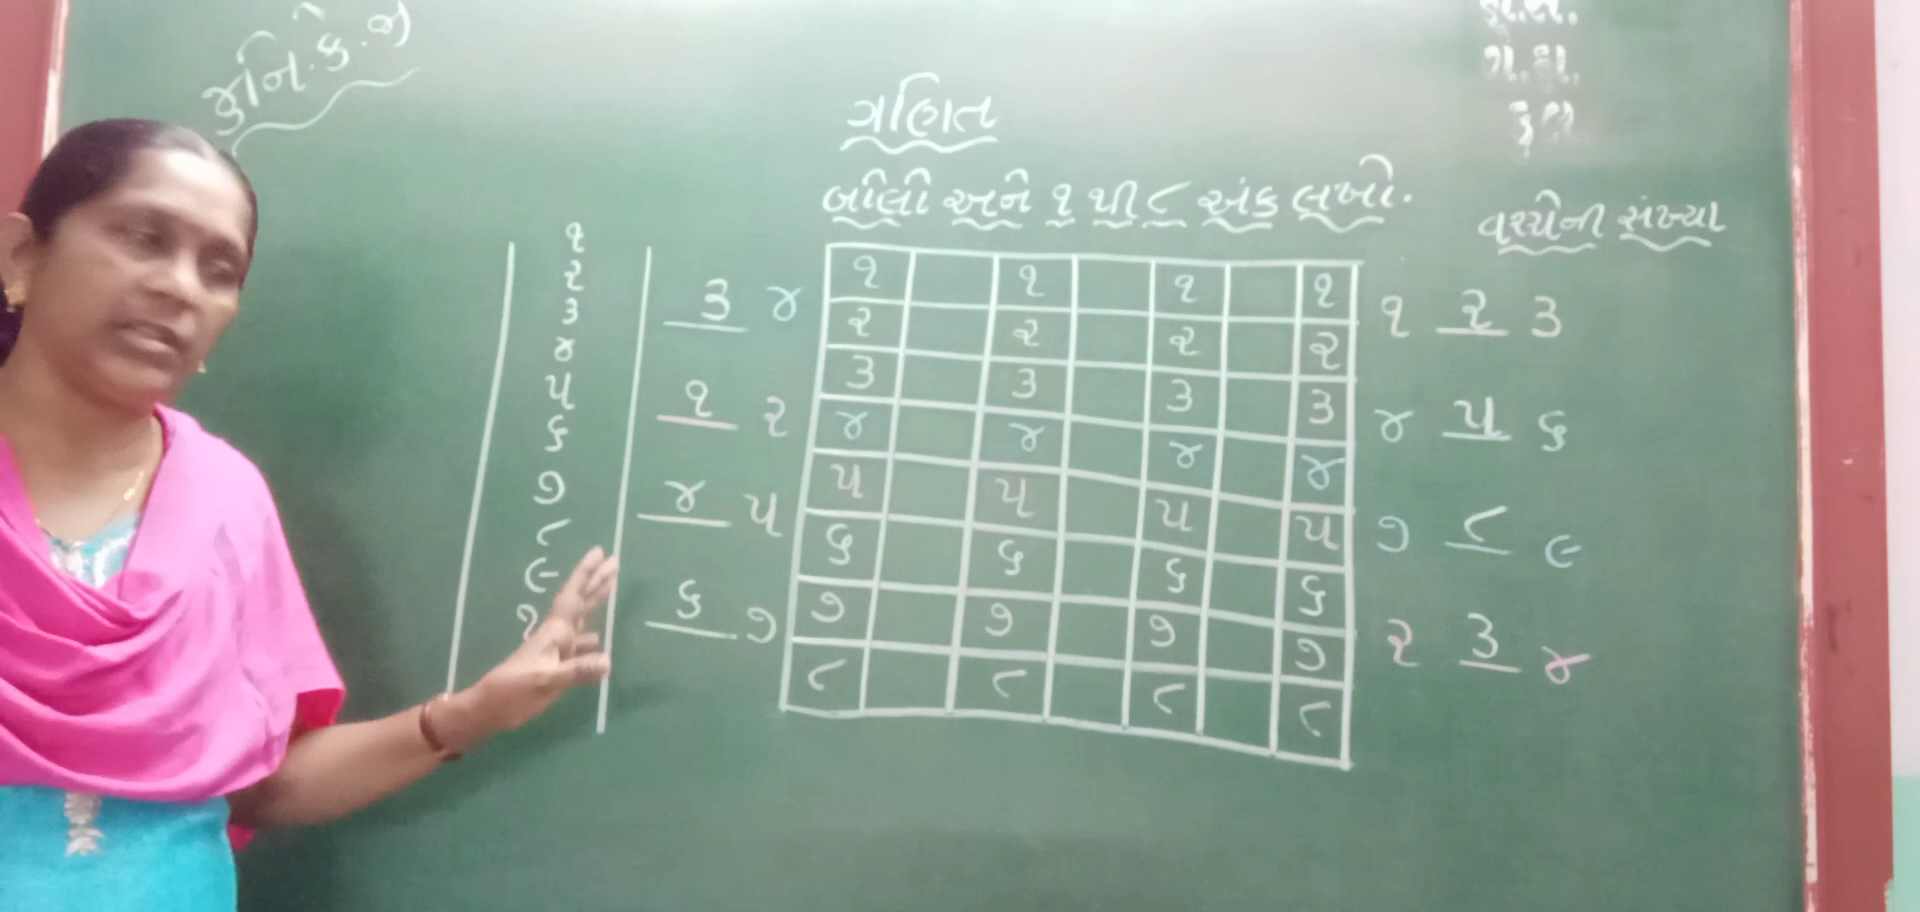 જુનિ.કે.જી
ગણિત
બોલો અને ૧ થી ૮ અંક લખો.
વચ્ચેની સંખ્યા
૧
૨
૩
૪
૫
૬
૭
૮
૯
૩ ૪
૧ ૨
૪ ૫
૬ ૭
૧ ૧ ૧ ૧
૨ ૨ ૨ ૨
૩ ૩ ૩ ૩
૪ ૪ ૪ ૪
૫ ૫ ૫ ૫
૬ ૬ ૬ ૬
૭ ૭ ૭ ૭
૮ ૮ ૮ ૮
૧ ૨ ૩
૪ ૫ ૬
૭ ૮ ૯
૨ ૩ ૪